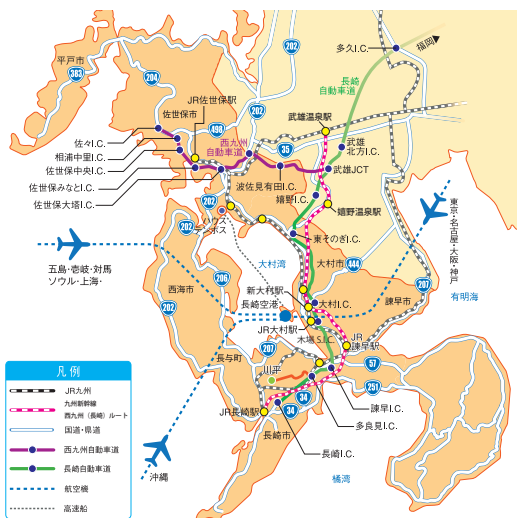 平戸市
383
204
佐世保市
JR佐世保駅
498
202
202
多久I.C.
福岡
長崎
自動車道
武雄温泉駅
西九州
自動車道
35
武雄
北方I.C.
武雄JCT
佐々I.C.
相浦中里I.C.
佐世保中央I.C.
佐世保みなとI.C.
佐世保大塔I.C.
波佐見有田I.C.
嬉野I.C.
嬉野温泉駅
202
ハウス
テンボス
東そのぎI.C.
東京・名古屋・大阪・神戸
202
大村湾
大村市
444
五島・壱岐・対馬
ソウル・上海・
206
西海市
新大村駅
長崎空港
大村I.C.
諫早市
207
有明海
202
JR大村駅
木場S.I.C.
JR
諫早駅
長与町
207
57
川平
251
34
34
諫早I.C.
多良見I.C.
JR長崎駅
長崎市
長崎I.C.
橘湾
沖縄
凡例
JR九州
九州新幹線
西九州（長崎）ルート
国道・県道
西九州自動車道
長崎自動車道
航空機
高速船